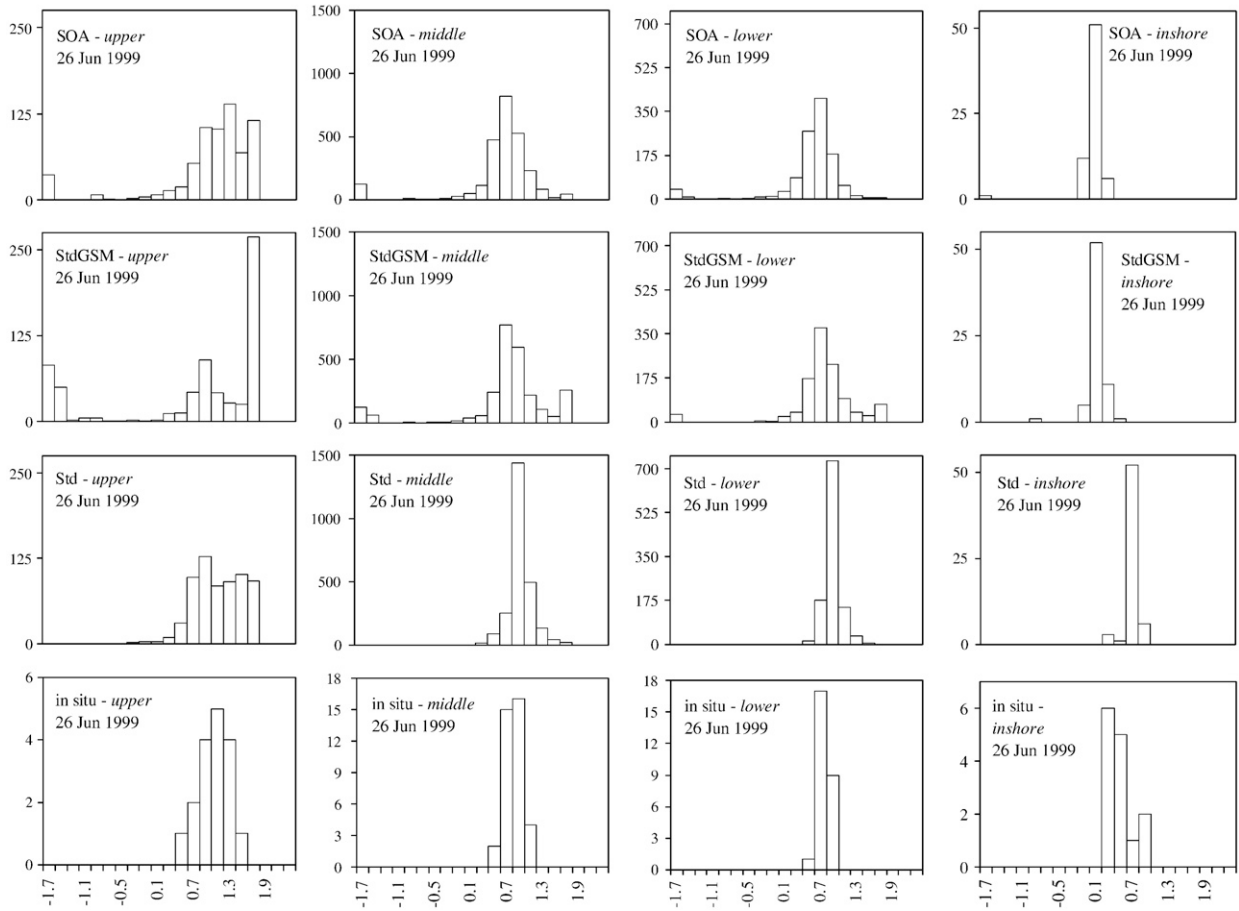 250
125
0
SOA - upper
26 Jun 1999
1500
1000
500
0
SOA - middle
26 Jun 1999
700
525
350
175
0
SOA - lower
26 Jun 1999
50
25
0
SOA - inshore
26 Jun 1999
250
125
0
StdGSM - upper
26 Jun 1999
1500
1000
500
0
StdGSM - middle
26 Jun 1999
700
525
350
175
0
StdGSM - lower
26 Jun 1999
50
25
0
StdGSM -
inshore
26 Jun 1999
250
125
0
Std - upper
26 Jun 1999
1500
1000
500
0
Std - middle
26 Jun 1999
700
525
350
175
0
Std - lower
26 Jun 1999
50
25
0
Std - inshore
26 Jun 1999
6
4
2
0
in situ - upper
26 Jun 1999
18
15
12
9
6
3
0
in situ - middle
26 Jun 1999
18
15
12
9
6
3
0
in situ - lower
26 Jun 1999
6
4
2
0
in situ -
inshore
26 Jun 1999
-1.7 -1.1 -0.5 0.1 0.7 1.3 1.9
-1.7 -1.1 -0.5 0.1 0.7 1.3 1.9
-1.7 -1.1 -0.5 0.1 0.7 1.3 1.9
-1.7 -1.1 -0.5 0.1 0.7 1.3 1.9